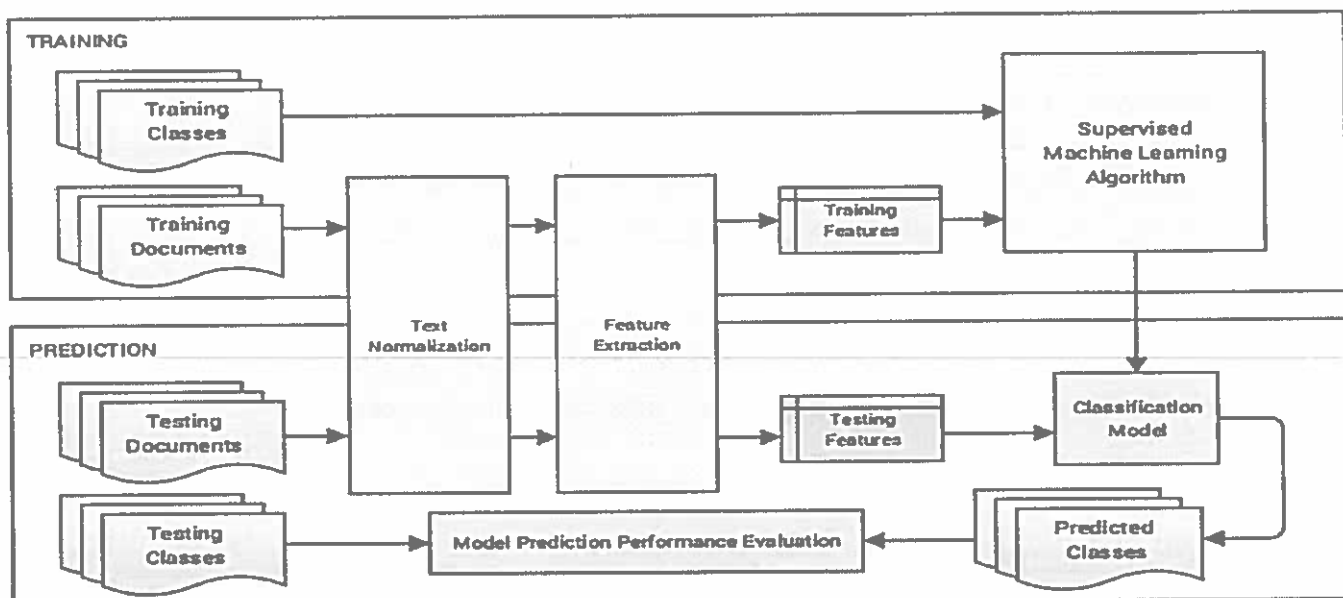 TRAINING
Training
Classes
Supervised
Machine Learning
Algorithm
Training
Documents
Training
Features
Text
Normalization
Feature
Extraction
PREDICTION
Testing
Documents
Testing
Features
Classification
Model
Testing
Classes
Model Prediction Performance Evaluation
Predicted
Classes